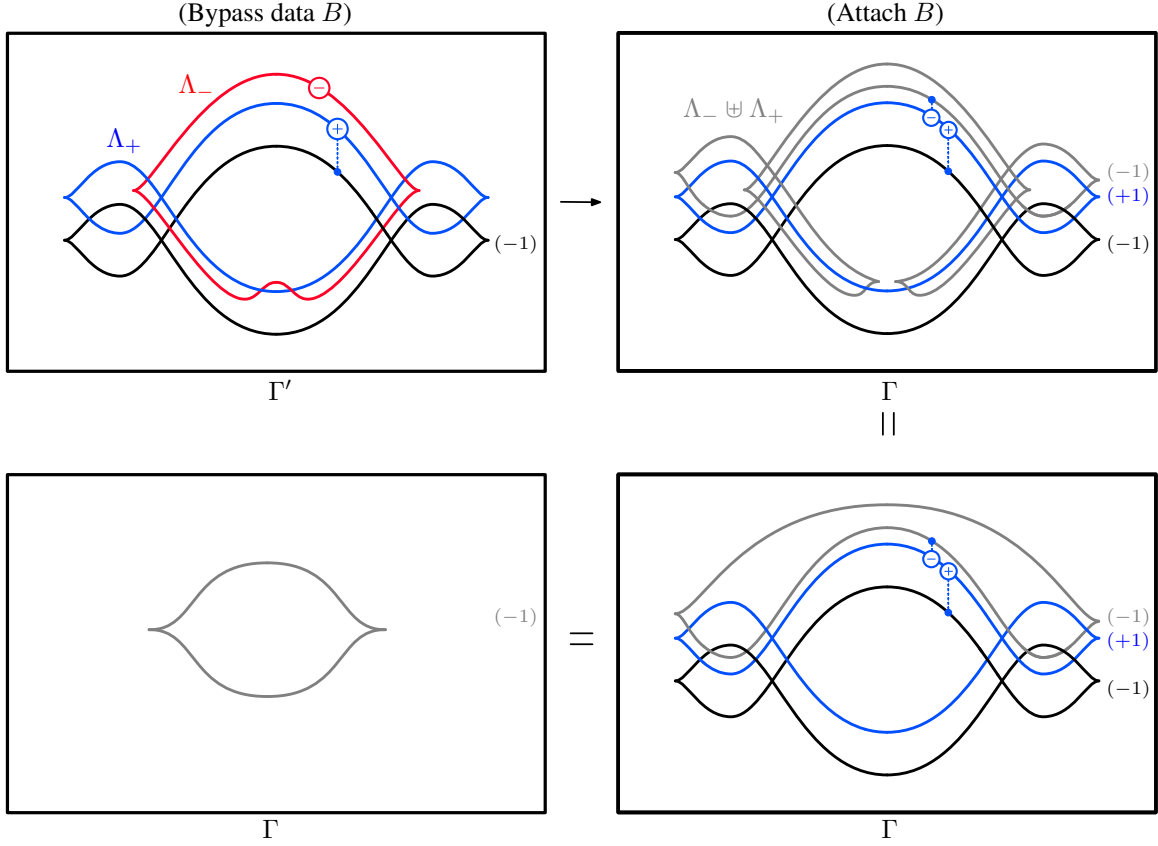 (Bypass data B)
(Attach B)
Λ₋
−
Λ₊
+
(−1)
Γ′
Λ₋ ⊎ Λ₊
−
+
(−1)
(+1)
(−1)
Γ
=
(−1)
Γ
=
−
+
(−1)
(+1)
(−1)
Γ